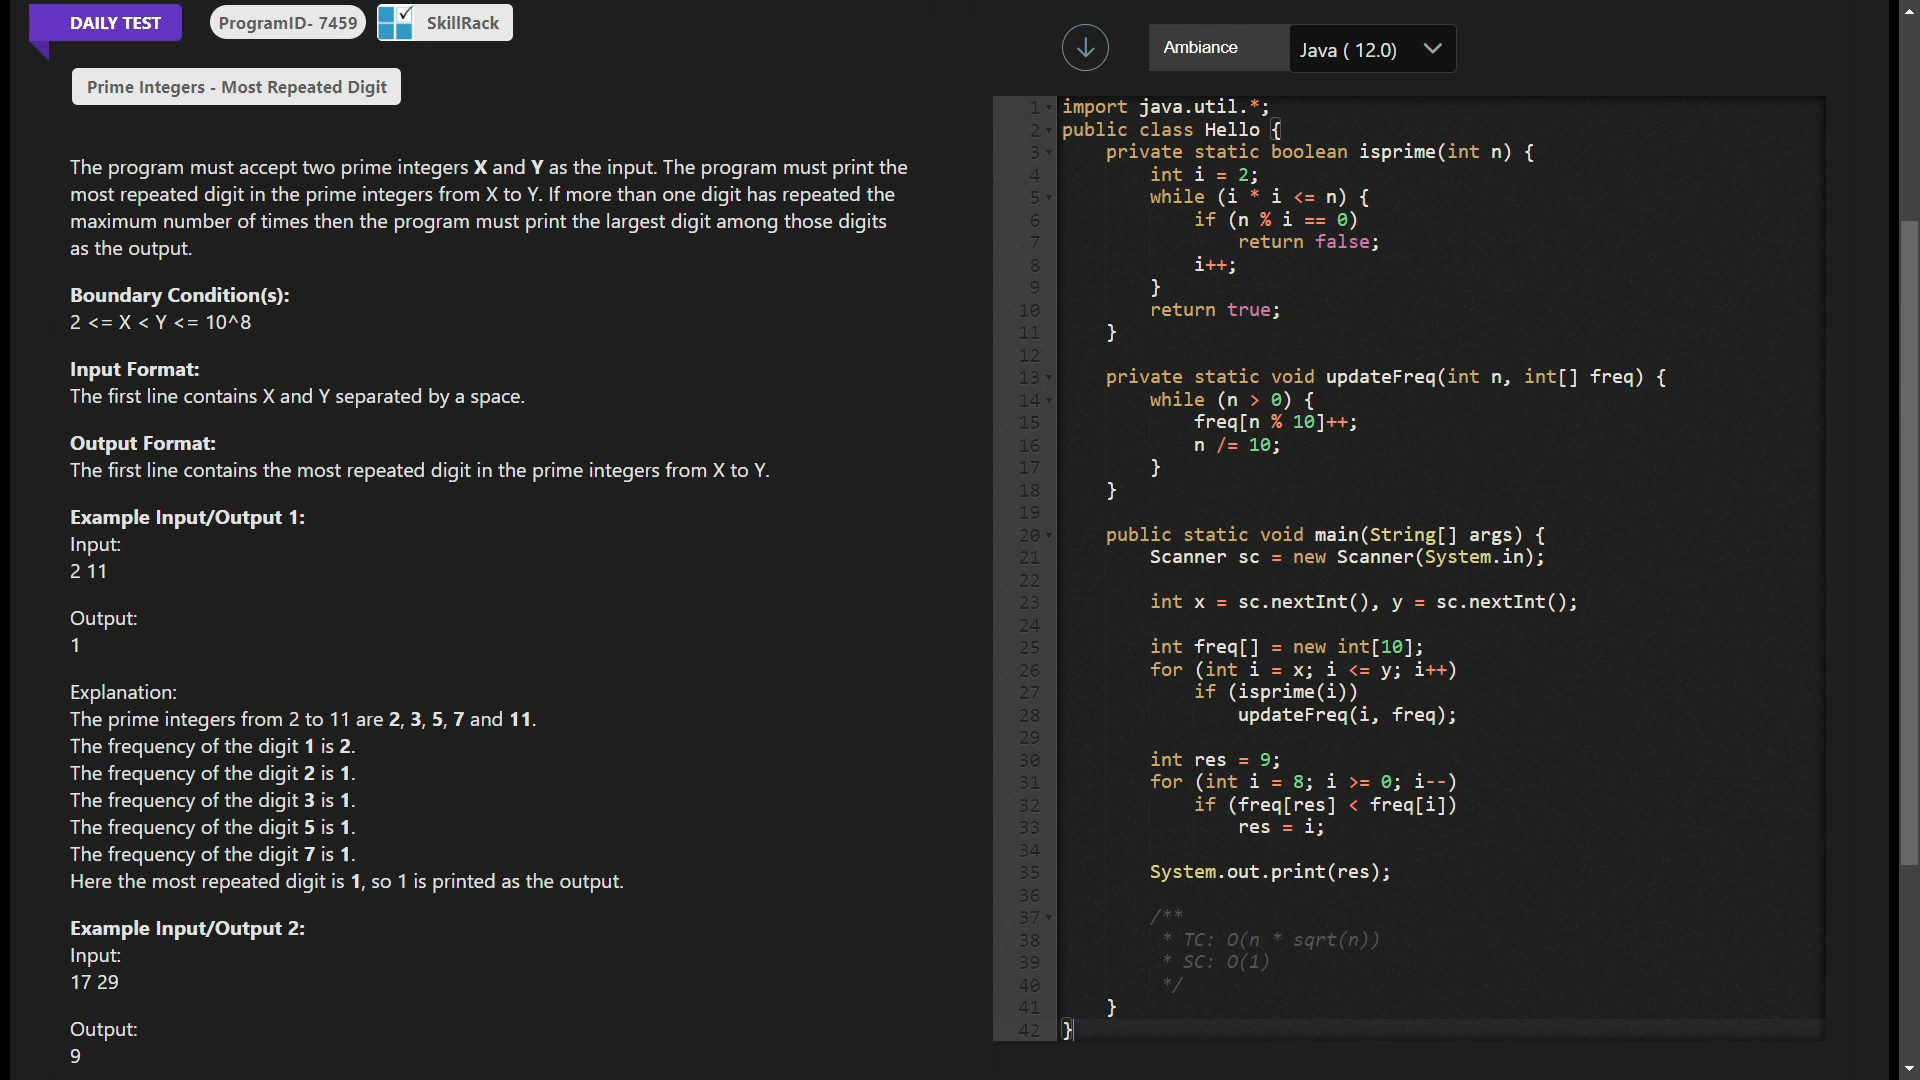 DAILY TEST
ProgramID- 7459
SkillRack
Prime Integers - Most Repeated Digit
The program must accept two prime integers X and Y as the input. The program must print the
most repeated digit in the prime integers from X to Y. If more than one digit has repeated the
maximum number of times then the program must print the largest digit among those digits
as the output.
Boundary Condition(s):
2 <= X < Y <= 10^8
Input Format:
The first line contains X and Y separated by a space.
Output Format:
The first line contains the most repeated digit in the prime integers from X to Y.
Example Input/Output 1:
Input:
2 11
Output:
1
Explanation:
The prime integers from 2 to 11 are 2, 3, 5, 7 and 11.
The frequency of the digit 1 is 2.
The frequency of the digit 2 is 1.
The frequency of the digit 3 is 1.
The frequency of the digit 5 is 1.
The frequency of the digit 7 is 1.
Here the most repeated digit is 1, so 1 is printed as the output.
Example Input/Output 2:
Input:
17 29
Output:
9
Ambiance
Java ( 12.0)
1 import java.util.*;
2 public class Hello {
3     private static boolean isprime(int n) {
4         int i = 2;
5         while (i * i <= n) {
6             if (n % i == 0)
7                 return false;
8             i++;
9         }
10         return true;
11     }
12
13     private static void updateFreq(int n, int[] freq) {
14         while (n > 0) {
15             freq[n % 10]++;
16             n /= 10;
17         }
18     }
19
20     public static void main(String[] args) {
21         Scanner sc = new Scanner(System.in);
22
23         int x = sc.nextInt(), y = sc.nextInt();
24
25         int freq[] = new int[10];
26         for (int i = x; i <= y; i++)
27             if (isprime(i))
28                 updateFreq(i, freq);
29
30         int res = 9;
31         for (int i = 8; i >= 0; i--)
32             if (freq[res] < freq[i])
33                 res = i;
34
35         System.out.print(res);
36
37         /**
38          * TC: O(n * sqrt(n))
39          * SC: O(1)
40          */
41     }
42 }